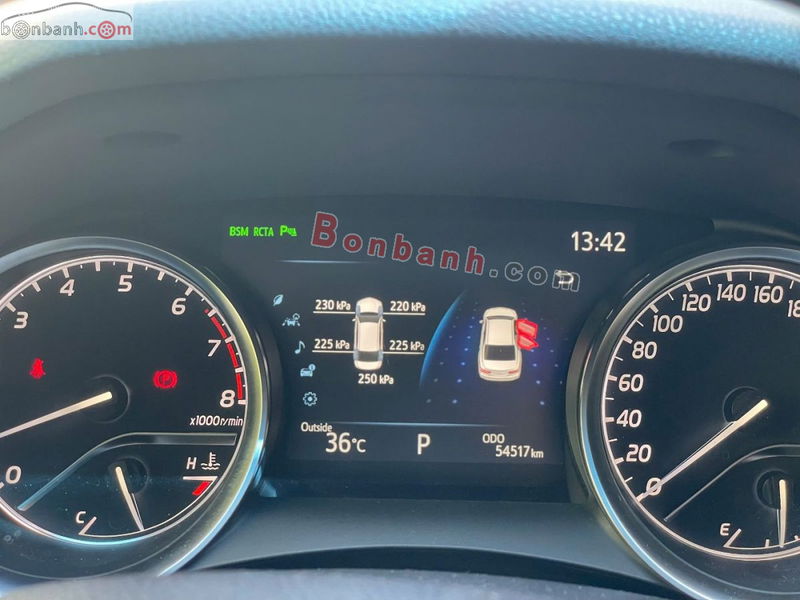 bonbanh.com
BSM RCTA P
13:42
Bonbanh.com
230 kPa 220 kPa
225 kPa 225 kPa
250 kPa
Outside
36°C
P
ODO
54517 km
3 4 5 6 7 8
x1000r/min
0
P
H
C
0 20 40 60 80 100 120 140 160
E